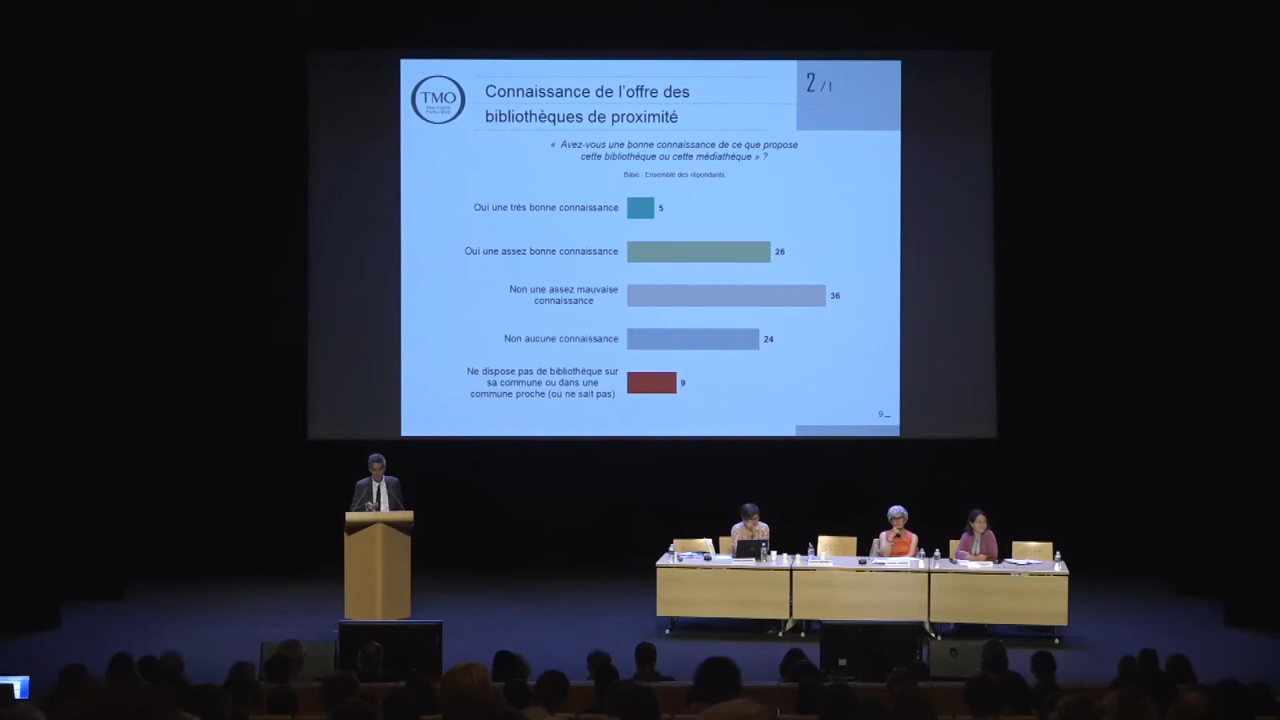 TMO
POLITIQUES
PUBLIQUES
Connaissance de l'offre des
bibliothèques de proximité
2 /1
« Avez-vous une bonne connaissance de ce que propose
cette bibliothèque ou cette médiathèque » ?
Base : Ensemble des répondants
Oui une très bonne connaissance 5
Oui une assez bonne connaissance 26
Non une assez mauvaise
connaissance 36
Non aucune connaissance 24
Ne dispose pas de bibliothèque sur
sa commune ou dans une
commune proche (ou ne sait pas) 9
9_